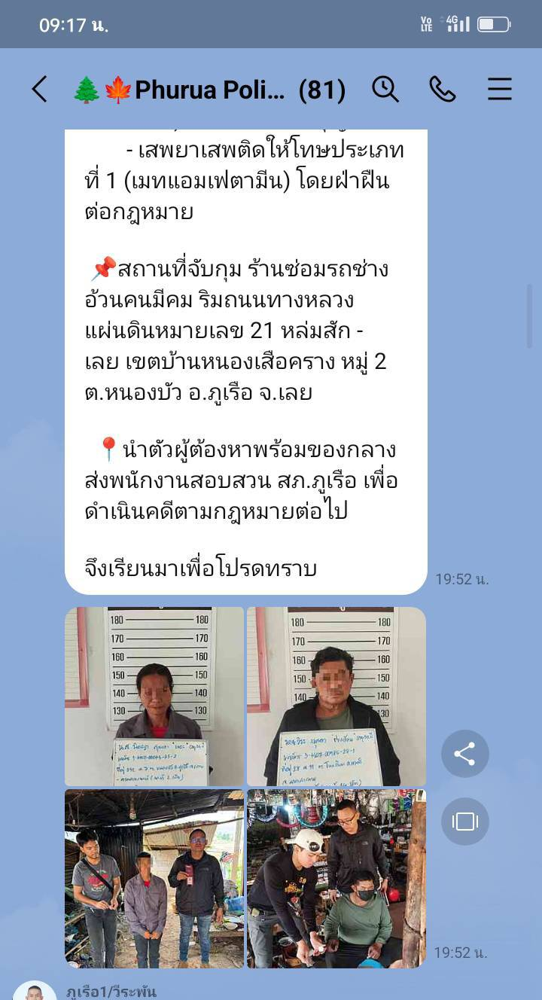 09:17 น.
Vo LTE 4G
Phurua Poli... (81)
- เสพยาเสพติดให้โทษประเภท
ที่ 1 (เมทแอมเฟตามีน) โดยฝ่าฝืน
ต่อกฎหมาย
สถานที่จับกุม ร้านซ่อมรถช่าง
อ้วนคนมีคม ริมถนนทางหลวง
แผ่นดินหมายเลข 21 หล่มสัก -
เลย เขตบ้านหนองเสือคราง หมู่ 2
ต.หนองบัว อ.ภูเรือ จ.เลย
นำตัวผู้ต้องหาพร้อมของกลาง
ส่งพนักงานสอบสวน สภ.ภูเรือ เพื่อ
ดำเนินคดีตามกฎหมายต่อไป
จึงเรียนมาเพื่อโปรดทราบ
19:52 น.
180 180
170 170
160 160
150 150
140 140
130 130
180 180
170 170
160 160
150 150
140 140
130
19:52 น.
ภูเรือ1/วีระพัน